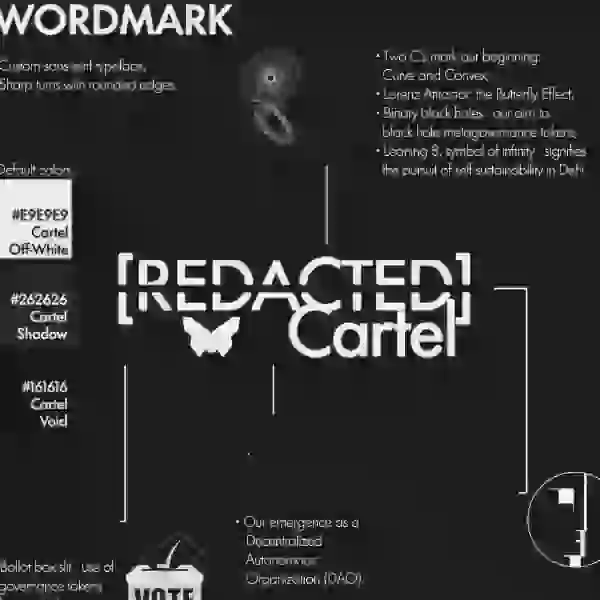 WORDMARK
Custom sans serif typeface.
Sharp turns with rounded edges.
• Two Cs mark our beginning:
Curve and Convex.
• Lorenz Attractor: the Butterfly Effect.
• Binary black holes: our aim to
black hole metagovernance tokens.
• Leaning 8, symbol of infinity: signifies
the pursuit of self sustainability in DeFi
Default colors
#E9E9E9
Cartel
Off-White
#262626
Cartel
Shadow
#161616
Cartel
Void
[REDACTED]
Cartel
• Our emergence as a
Decentralized
Autonomous
Organization (DAO).
Ballot box slit: use of
governance tokens
VOTE